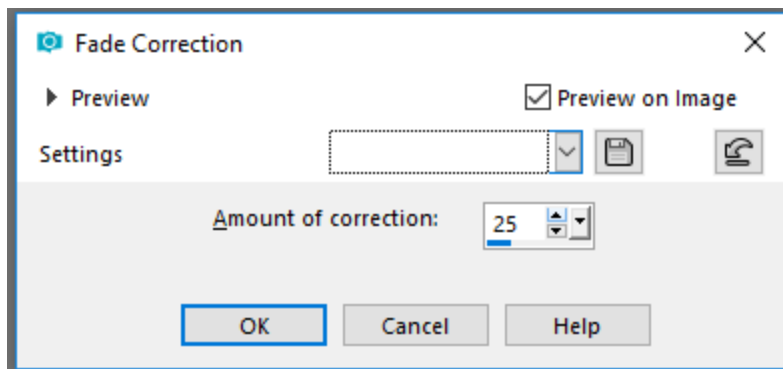 Fade Correction
Preview
Preview on Image
Settings
Amount of correction: 25
OK Cancel Help